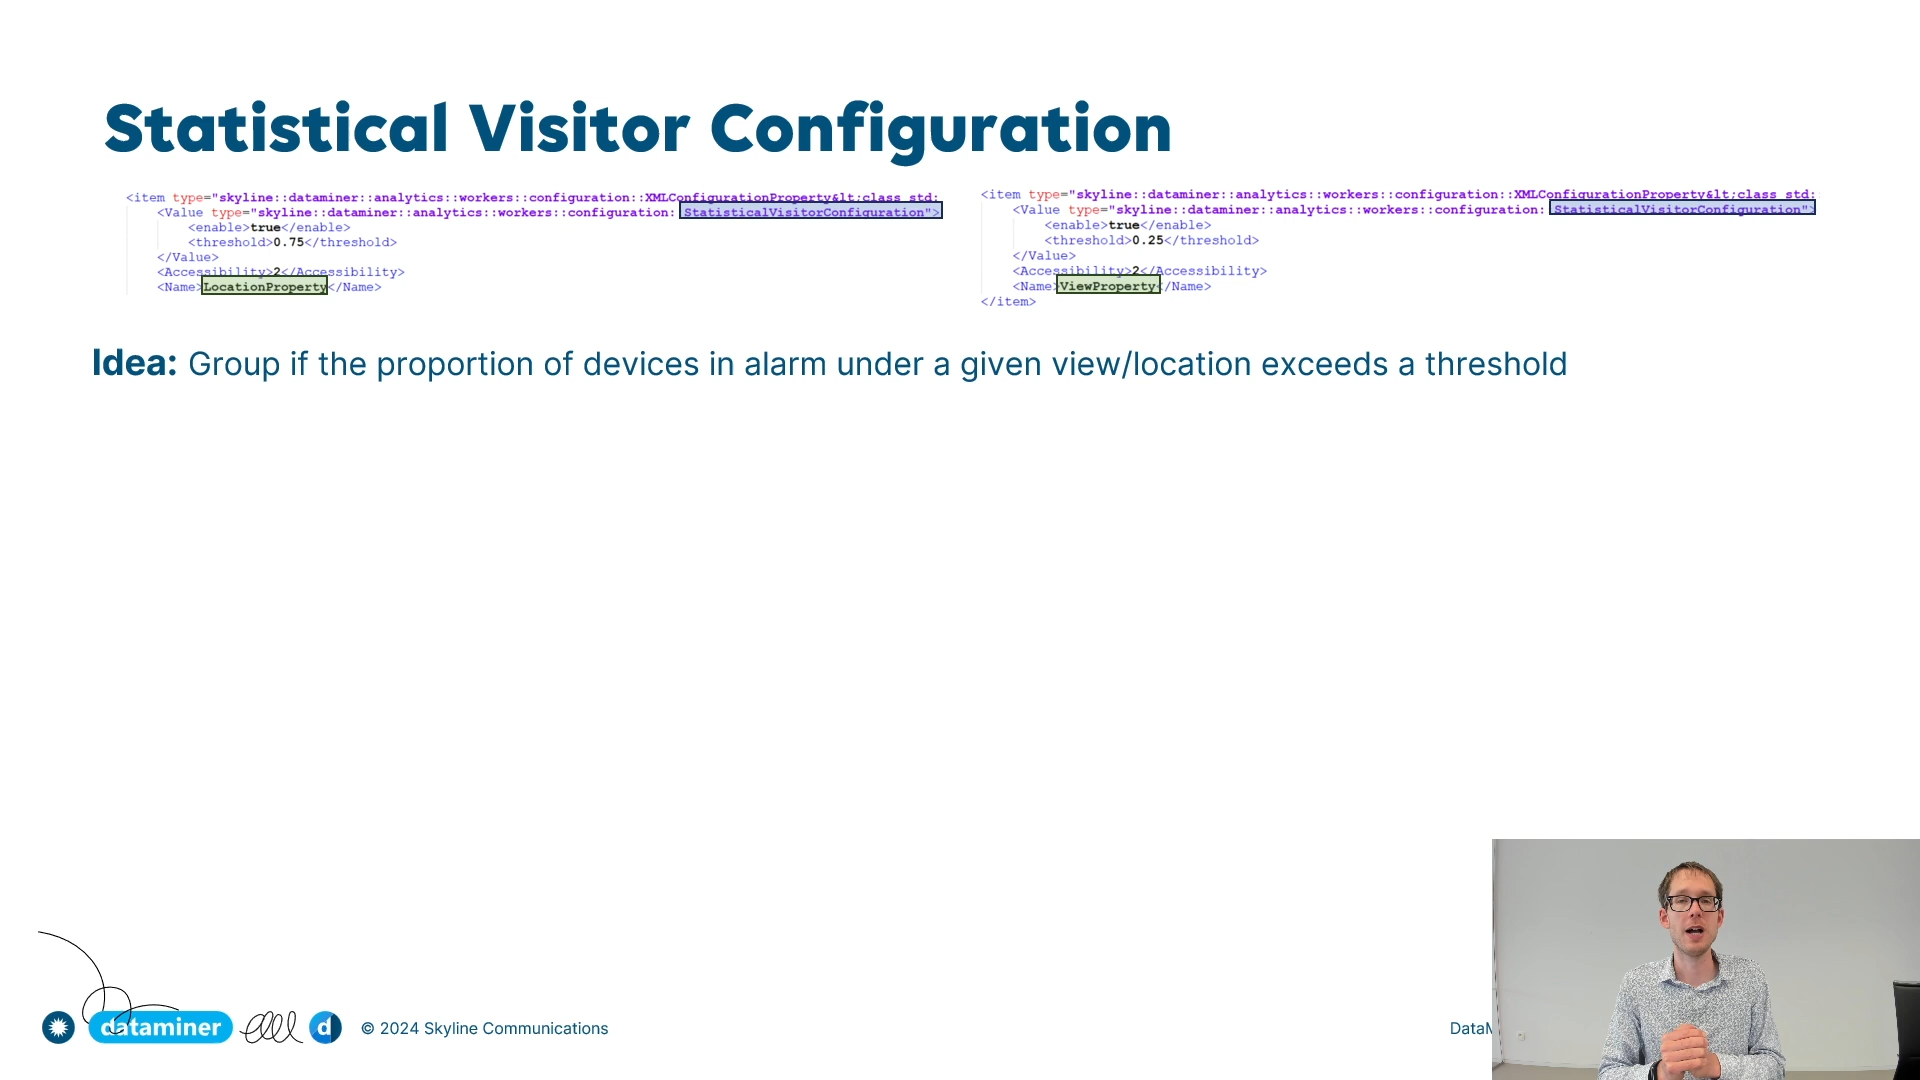 Statistical Visitor Configuration
<item type="skyline::dataminer::analytics::workers::configuration::XMLConfigurationProperty&lt;class std:
<Value type="skyline::dataminer::analytics::workers::configuration::StatisticalVisitorConfiguration">
<enable>true</enable>
<threshold>0.75</threshold>
</Value>
<Accessibility>2</Accessibility>
<Name>LocationProperty</Name>
<item type="skyline::dataminer::analytics::workers::configuration::XMLConfigurationProperty&lt;class std:
<Value type="skyline::dataminer::analytics::workers::configuration::StatisticalVisitorConfiguration">
<enable>true</enable>
<threshold>0.25</threshold>
</Value>
<Accessibility>2</Accessibility>
<Name>ViewProperty</Name>
</item>
Idea: Group if the proportion of devices in alarm under a given view/location exceeds a threshold
dataminer
d
© 2024 Skyline Communications